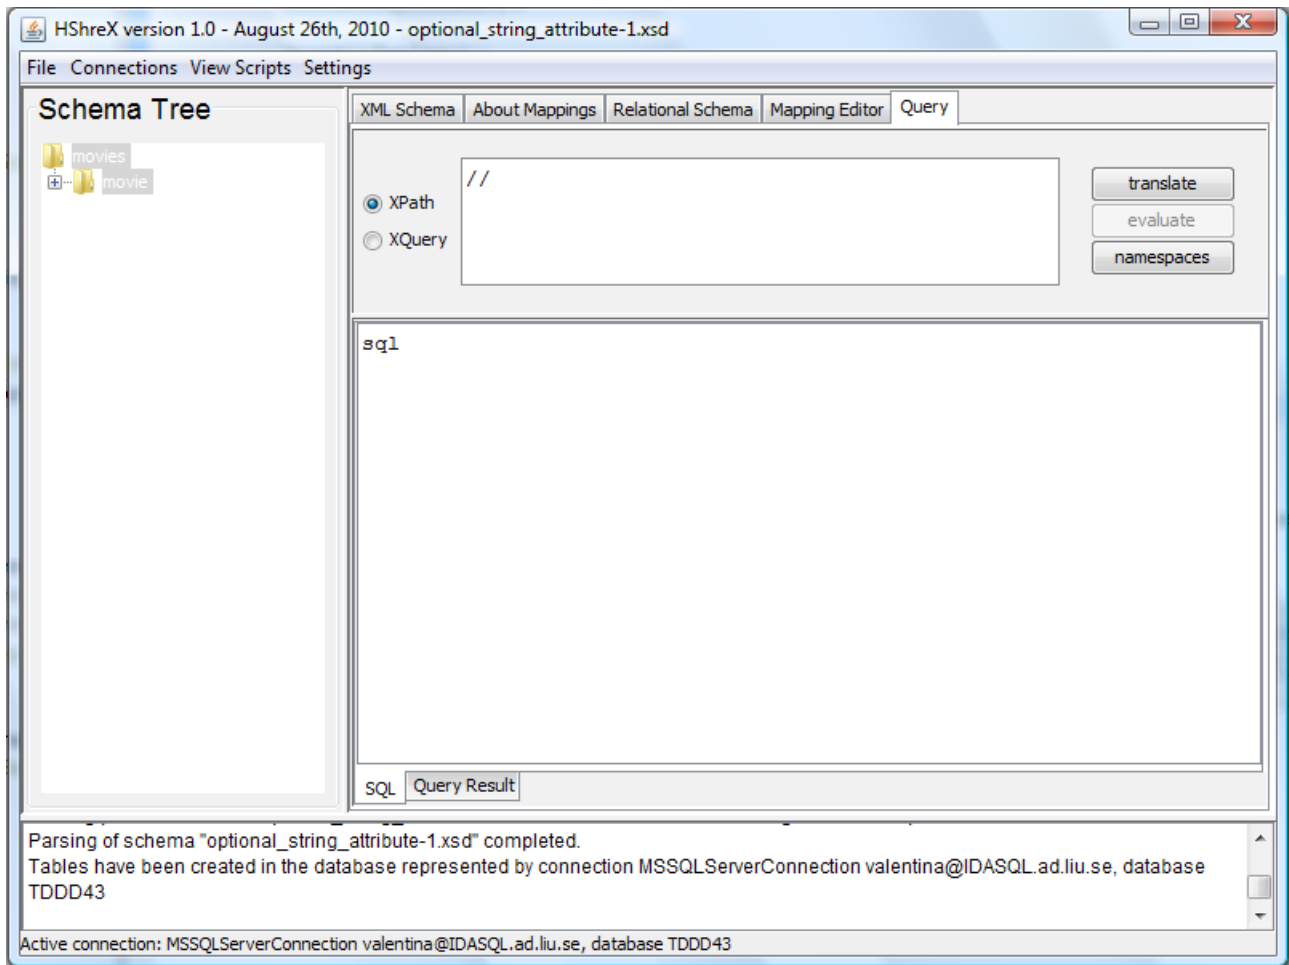 HShreX version 1.0 - August 26th, 2010 - optional_string_attribute-1.xsd
File Connections View Scripts Settings
Schema Tree
movies
movie
XML Schema About Mappings Relational Schema Mapping Editor Query
XPath
XQuery
//
translate
evaluate
namespaces
sql
SQL Query Result
Parsing of schema "optional_string_attribute-1.xsd" completed.
Tables have been created in the database represented by connection MSSQLServerConnection valentina@IDASQL.ad.liu.se, database
TDDD43
Active connection: MSSQLServerConnection valentina@IDASQL.ad.liu.se, database TDDD43